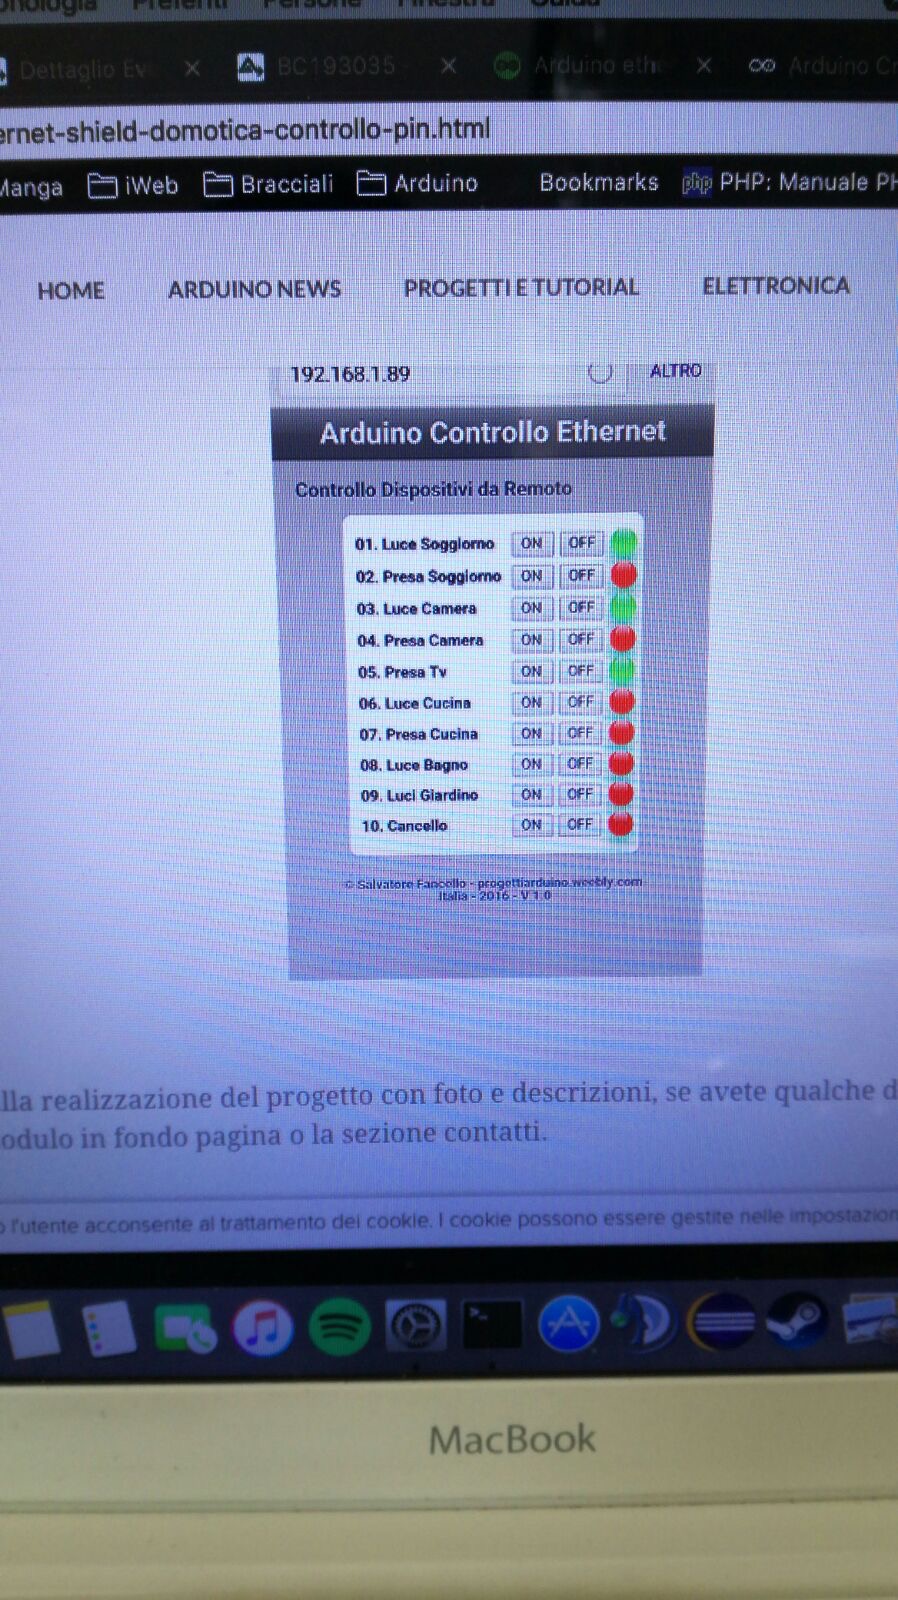 Preferiti Persone Finestra Guida
Dettaglio Ev × BC193035 - × Arduino eth × Arduino Cr
ernet-shield-domotica-controllo-pin.html
Manga iWeb Bracciali Arduino Bookmarks php PHP: Manuale PH
HOME ARDUINO NEWS PROGETTI E TUTORIAL ELETTRONICA
192.168.1.89 ALTRO
Arduino Controllo Ethernet
Controllo Dispositivi da Remoto
01. Luce Soggiorno ON OFF
02. Presa Soggiorno ON OFF
03. Luce Camera ON OFF
04. Presa Camera ON OFF
05. Presa Tv ON OFF
06. Luce Cucina ON OFF
07. Presa Cucina ON OFF
08. Luce Bagno ON OFF
09. Luci Giardino ON OFF
10. Cancello ON OFF
© Salvatore Fancello - progettiarduino.weebly.com
Italia - 2016 - V 1.0
lla realizzazione del progetto con foto e descrizioni, se avete qualche d
odulo in fondo pagina o la sezione contatti.
o l'utente acconsente al trattamento dei cookie. I cookie possono essere gestite nelle impostazion
MacBook